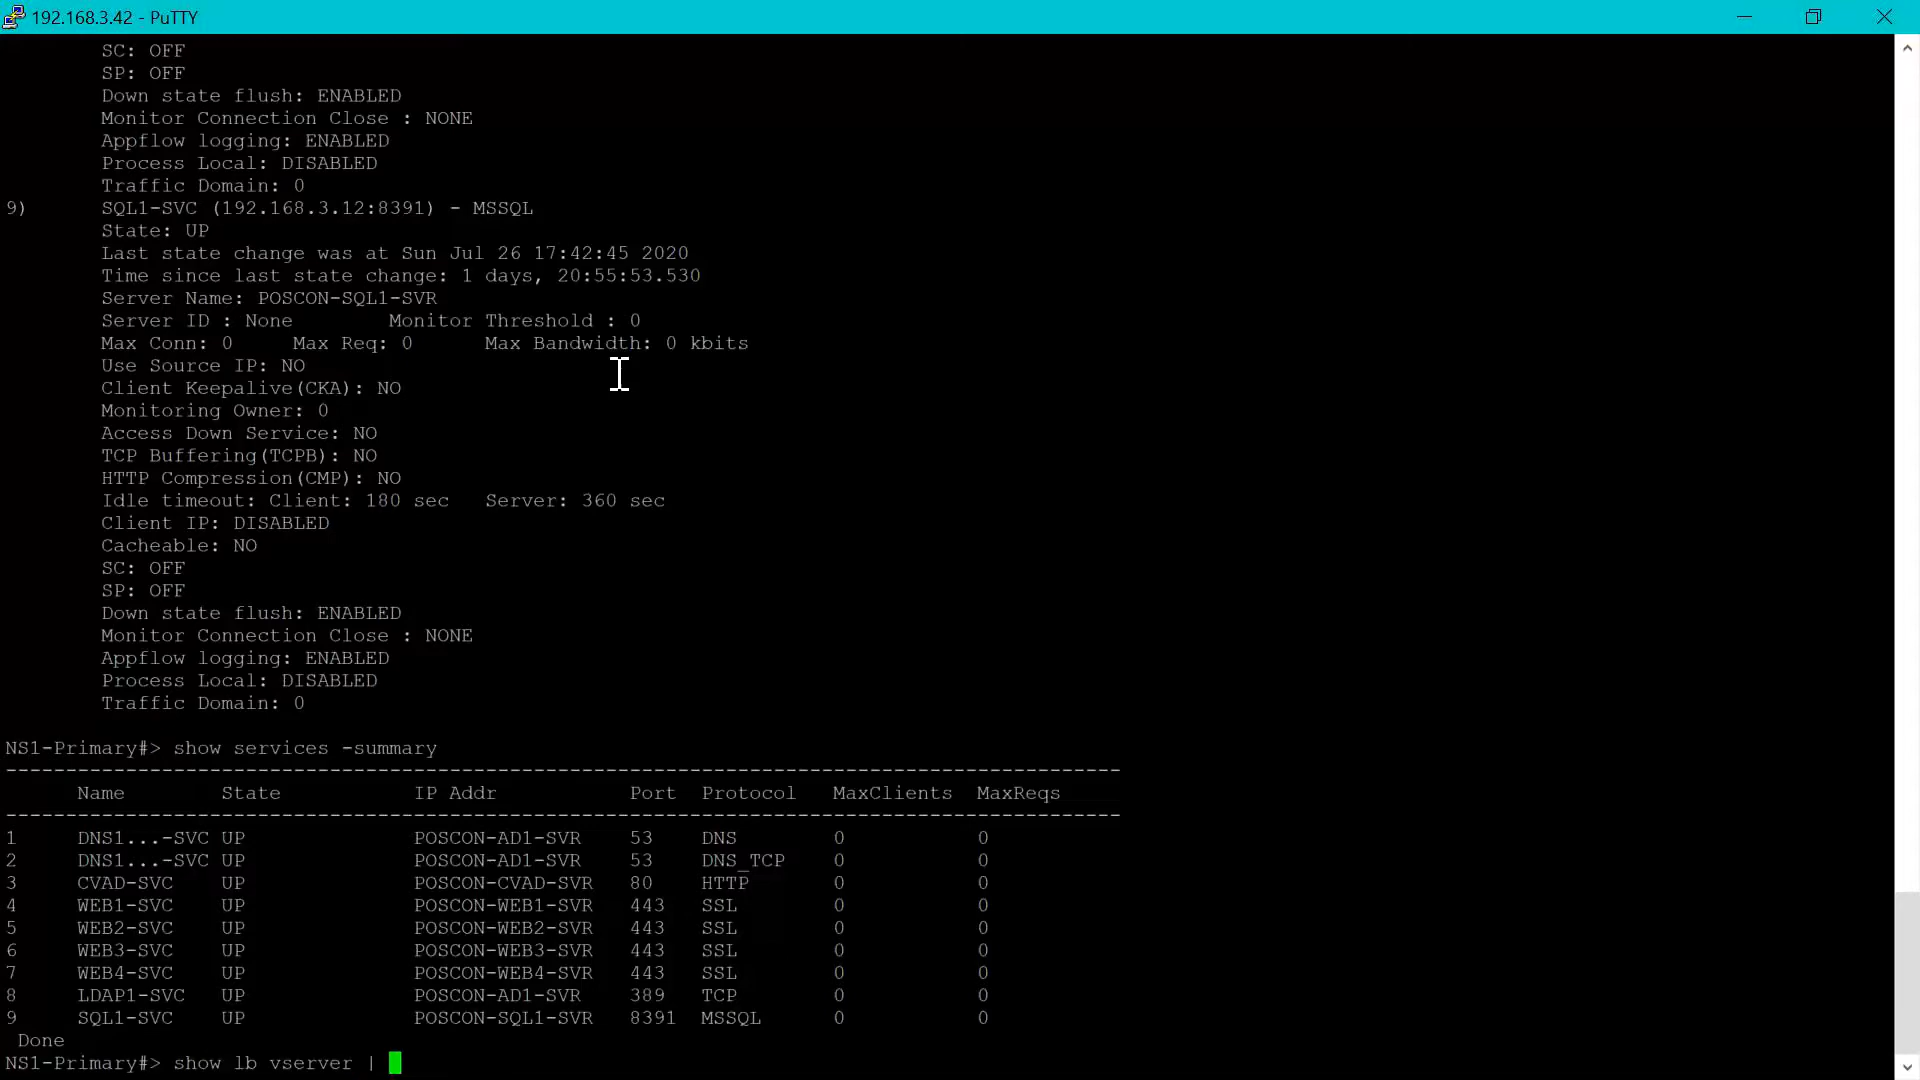 192.168.3.42 - PuTTY
SC: OFF
SP: OFF
Down state flush: ENABLED
Monitor Connection Close : NONE
Appflow logging: ENABLED
Process Local: DISABLED
Traffic Domain: 0
9) SQL1-SVC (192.168.3.12:8391) - MSSQL
State: UP
Last state change was at Sun Jul 26 17:42:45 2020
Time since last state change: 1 days, 20:55:53.530
Server Name: POSCON-SQL1-SVR
Server ID : None Monitor Threshold : 0
Max Conn: 0 Max Req: 0 Max Bandwidth: 0 kbits
Use Source IP: NO
Client Keepalive(CKA): NO
Monitoring Owner: 0
Access Down Service: NO
TCP Buffering(TCPB): NO
HTTP Compression(CMP): NO
Idle timeout: Client: 180 sec Server: 360 sec
Client IP: DISABLED
Cacheable: NO
SC: OFF
SP: OFF
Down state flush: ENABLED
Monitor Connection Close : NONE
Appflow logging: ENABLED
Process Local: DISABLED
Traffic Domain: 0
NS1-Primary#> show services -summary
---------------------------------------------------------------------------------------------
Name State IP Addr Port Protocol MaxClients MaxReqs
---------------------------------------------------------------------------------------------
1 DNS1...-SVC UP POSCON-AD1-SVR 53 DNS 0 0
2 DNS1...-SVC UP POSCON-AD1-SVR 53 DNS_TCP 0 0
3 CVAD-SVC UP POSCON-CVAD-SVR 80 HTTP 0 0
4 WEB1-SVC UP POSCON-WEB1-SVR 443 SSL 0 0
5 WEB2-SVC UP POSCON-WEB2-SVR 443 SSL 0 0
6 WEB3-SVC UP POSCON-WEB3-SVR 443 SSL 0 0
7 WEB4-SVC UP POSCON-WEB4-SVR 443 SSL 0 0
8 LDAP1-SVC UP POSCON-AD1-SVR 389 TCP 0 0
9 SQL1-SVC UP POSCON-SQL1-SVR 8391 MSSQL 0 0
Done
NS1-Primary#> show lb vserver |